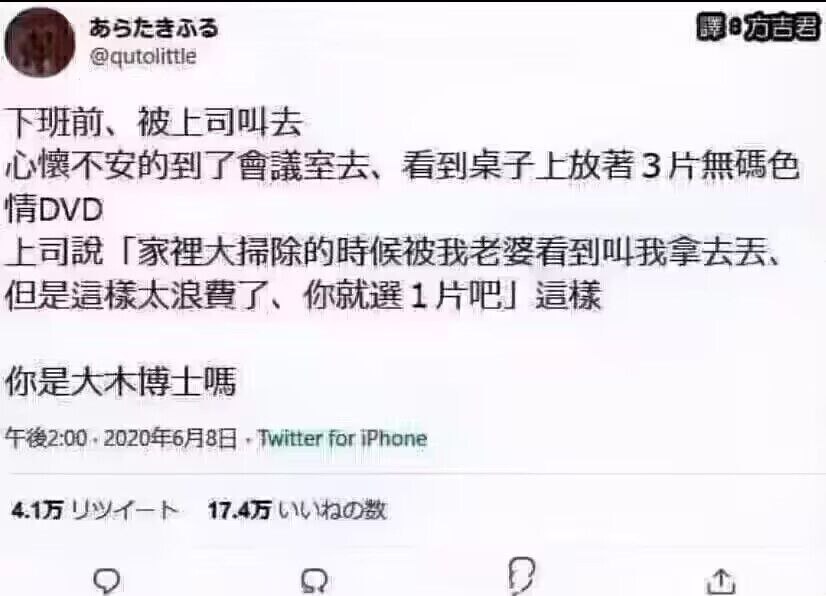 あらたきふる
@qutolittle
譯:方吉君
下班前、被上司叫去
心懷不安的到了會議室去、看到桌子上放著3片無碼色
情DVD
上司說「家裡大掃除的時候被我老婆看到叫我拿去丟、
但是這樣太浪費了、你就選1片吧」這樣
你是大木博士嗎
午後2:00・2020年6月8日・Twitter for iPhone
4.1万 リツイート 17.4万 いいねの数